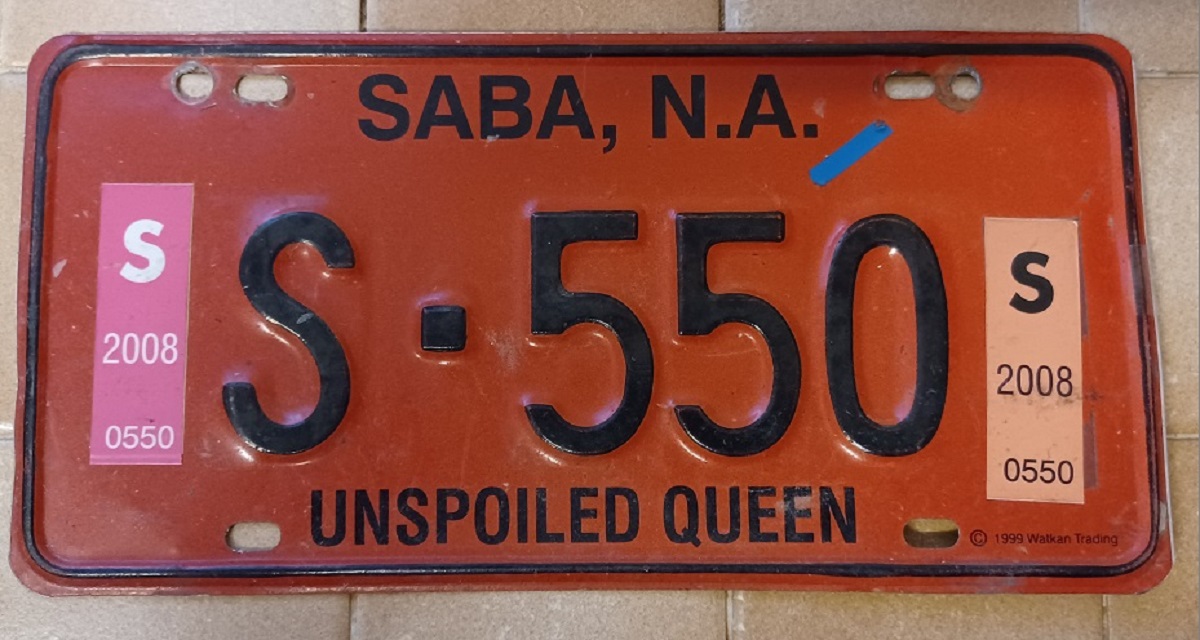 SABA, N.A.
S
2008
0550
S·550
S
2008
0550
UNSPOILED QUEEN
© 1999 Walkan Trading